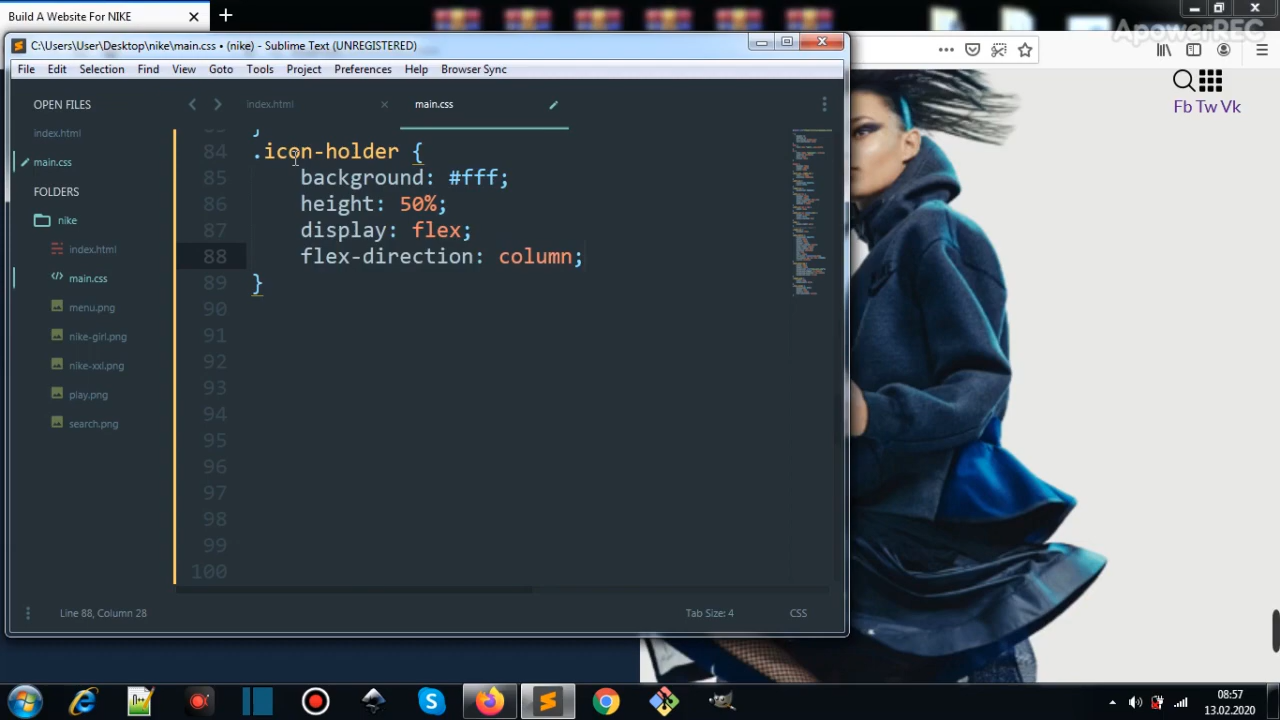 Build A Website For NIKE
ApowerREC
C:\Users\User\Desktop\nike\main.css • (nike) - Sublime Text (UNREGISTERED)
File Edit Selection Find View Goto Tools Project Preferences Help Browser Sync
OPEN FILES
index.html
main.css
FOLDERS
nike
index.html
main.css
menu.png
nike-girl.png
nike-xxl.png
play.png
search.png
index.html
main.css
84 .icon-holder {
85 background: #fff;
86 height: 50%;
87 display: flex;
88 flex-direction: column;
89 }
90
91
92
93
94
95
96
97
98
99
100
Line 88, Column 28
Tab Size: 4
CSS
Fb Tw Vk
08:57
13.02.2020